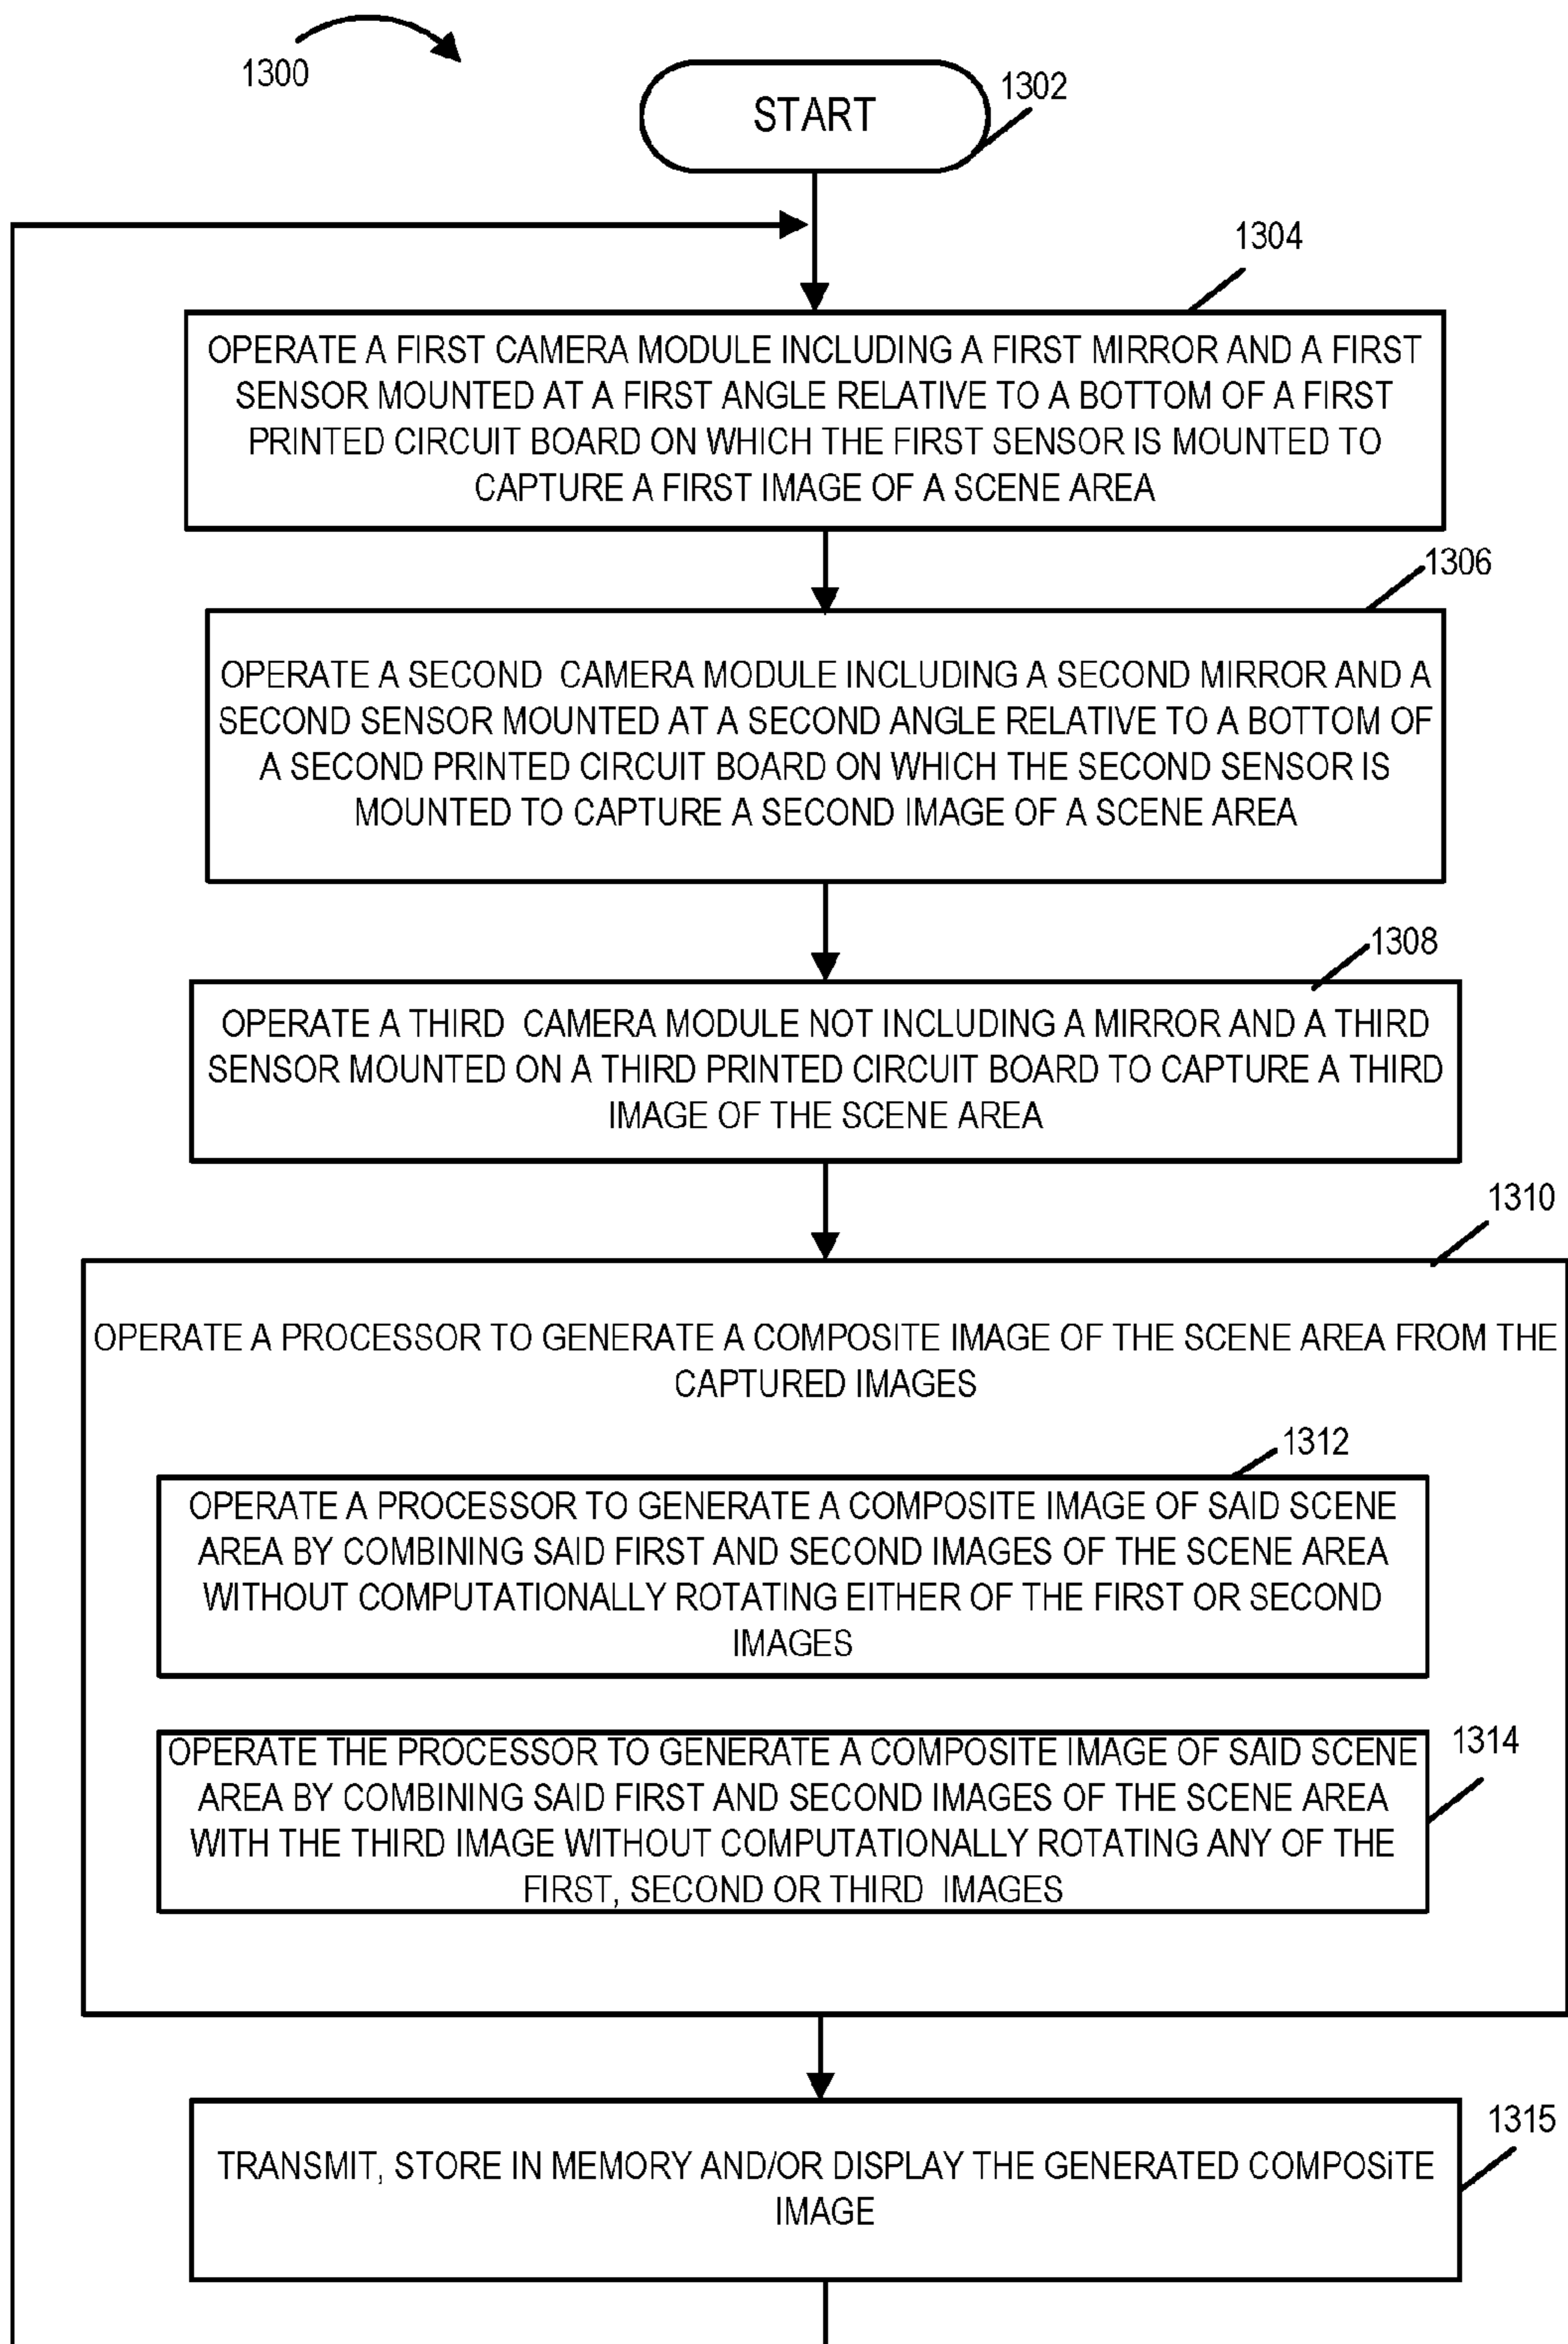 1300
START
1302
1304
OPERATE A FIRST CAMERA MODULE INCLUDING A FIRST MIRROR AND A FIRST
SENSOR MOUNTED AT A FIRST ANGLE RELATIVE TO A BOTTOM OF A FIRST
PRINTED CIRCUIT BOARD ON WHICH THE FIRST SENSOR IS MOUNTED TO
CAPTURE A FIRST IMAGE OF A SCENE AREA
1306
OPERATE A SECOND CAMERA MODULE INCLUDING A SECOND MIRROR AND A
SECOND SENSOR MOUNTED AT A SECOND ANGLE RELATIVE TO A BOTTOM OF
A SECOND PRINTED CIRCUIT BOARD ON WHICH THE SECOND SENSOR IS
MOUNTED TO CAPTURE A SECOND IMAGE OF A SCENE AREA
1308
OPERATE A THIRD CAMERA MODULE NOT INCLUDING A MIRROR AND A THIRD
SENSOR MOUNTED ON A THIRD PRINTED CIRCUIT BOARD TO CAPTURE A THIRD
IMAGE OF THE SCENE AREA
1310
OPERATE A PROCESSOR TO GENERATE A COMPOSITE IMAGE OF THE SCENE AREA FROM THE
CAPTURED IMAGES
1312
OPERATE A PROCESSOR TO GENERATE A COMPOSITE IMAGE OF SAID SCENE
AREA BY COMBINING SAID FIRST AND SECOND IMAGES OF THE SCENE AREA
WITHOUT COMPUTATIONALLY ROTATING EITHER OF THE FIRST OR SECOND
IMAGES
1314
OPERATE THE PROCESSOR TO GENERATE A COMPOSITE IMAGE OF SAID SCENE
AREA BY COMBINING SAID FIRST AND SECOND IMAGES OF THE SCENE AREA
WITH THE THIRD IMAGE WITHOUT COMPUTATIONALLY ROTATING ANY OF THE
FIRST, SECOND OR THIRD IMAGES
1315
TRANSMIT, STORE IN MEMORY AND/OR DISPLAY THE GENERATED COMPOSiTE
IMAGE